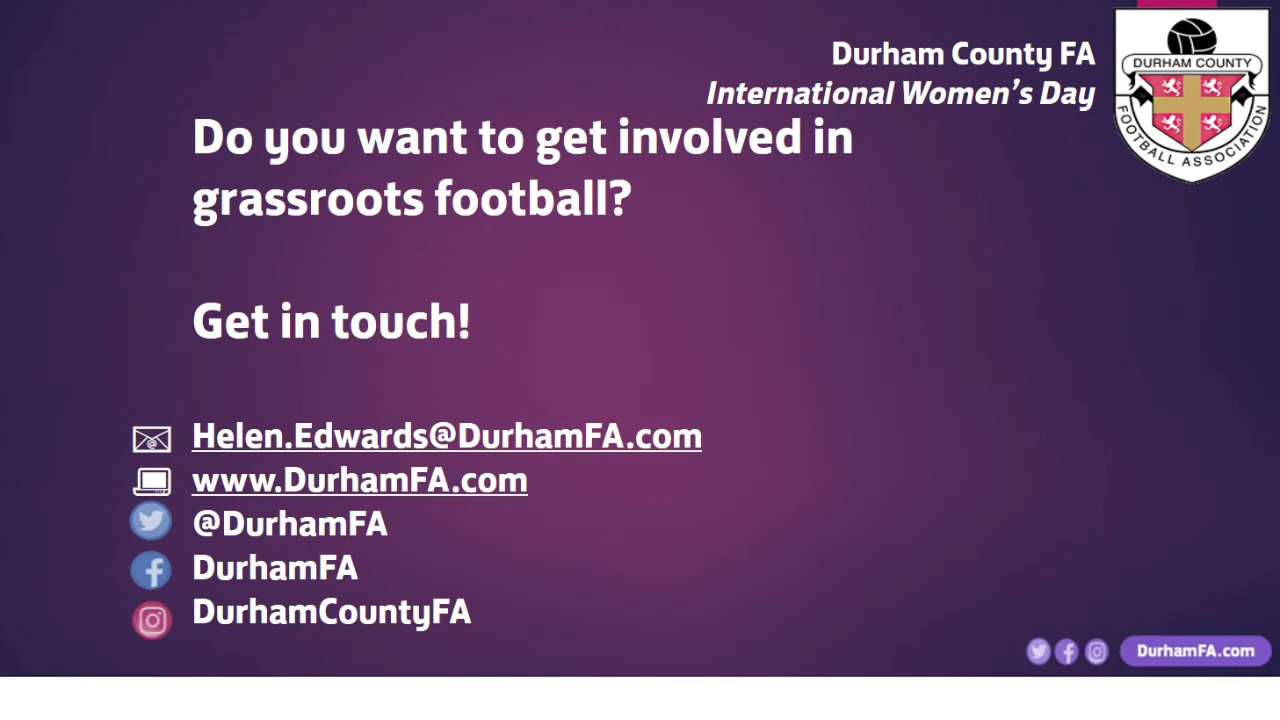 Durham County FA
International Women's Day
DURHAM COUNTY
FOOTBALL ASSOCIATION
Do you want to get involved in
grassroots football?
Get in touch!
Helen.Edwards@DurhamFA.com
www.DurhamFA.com
@DurhamFA
DurhamFA
DurhamCountyFA
DurhamFA.com